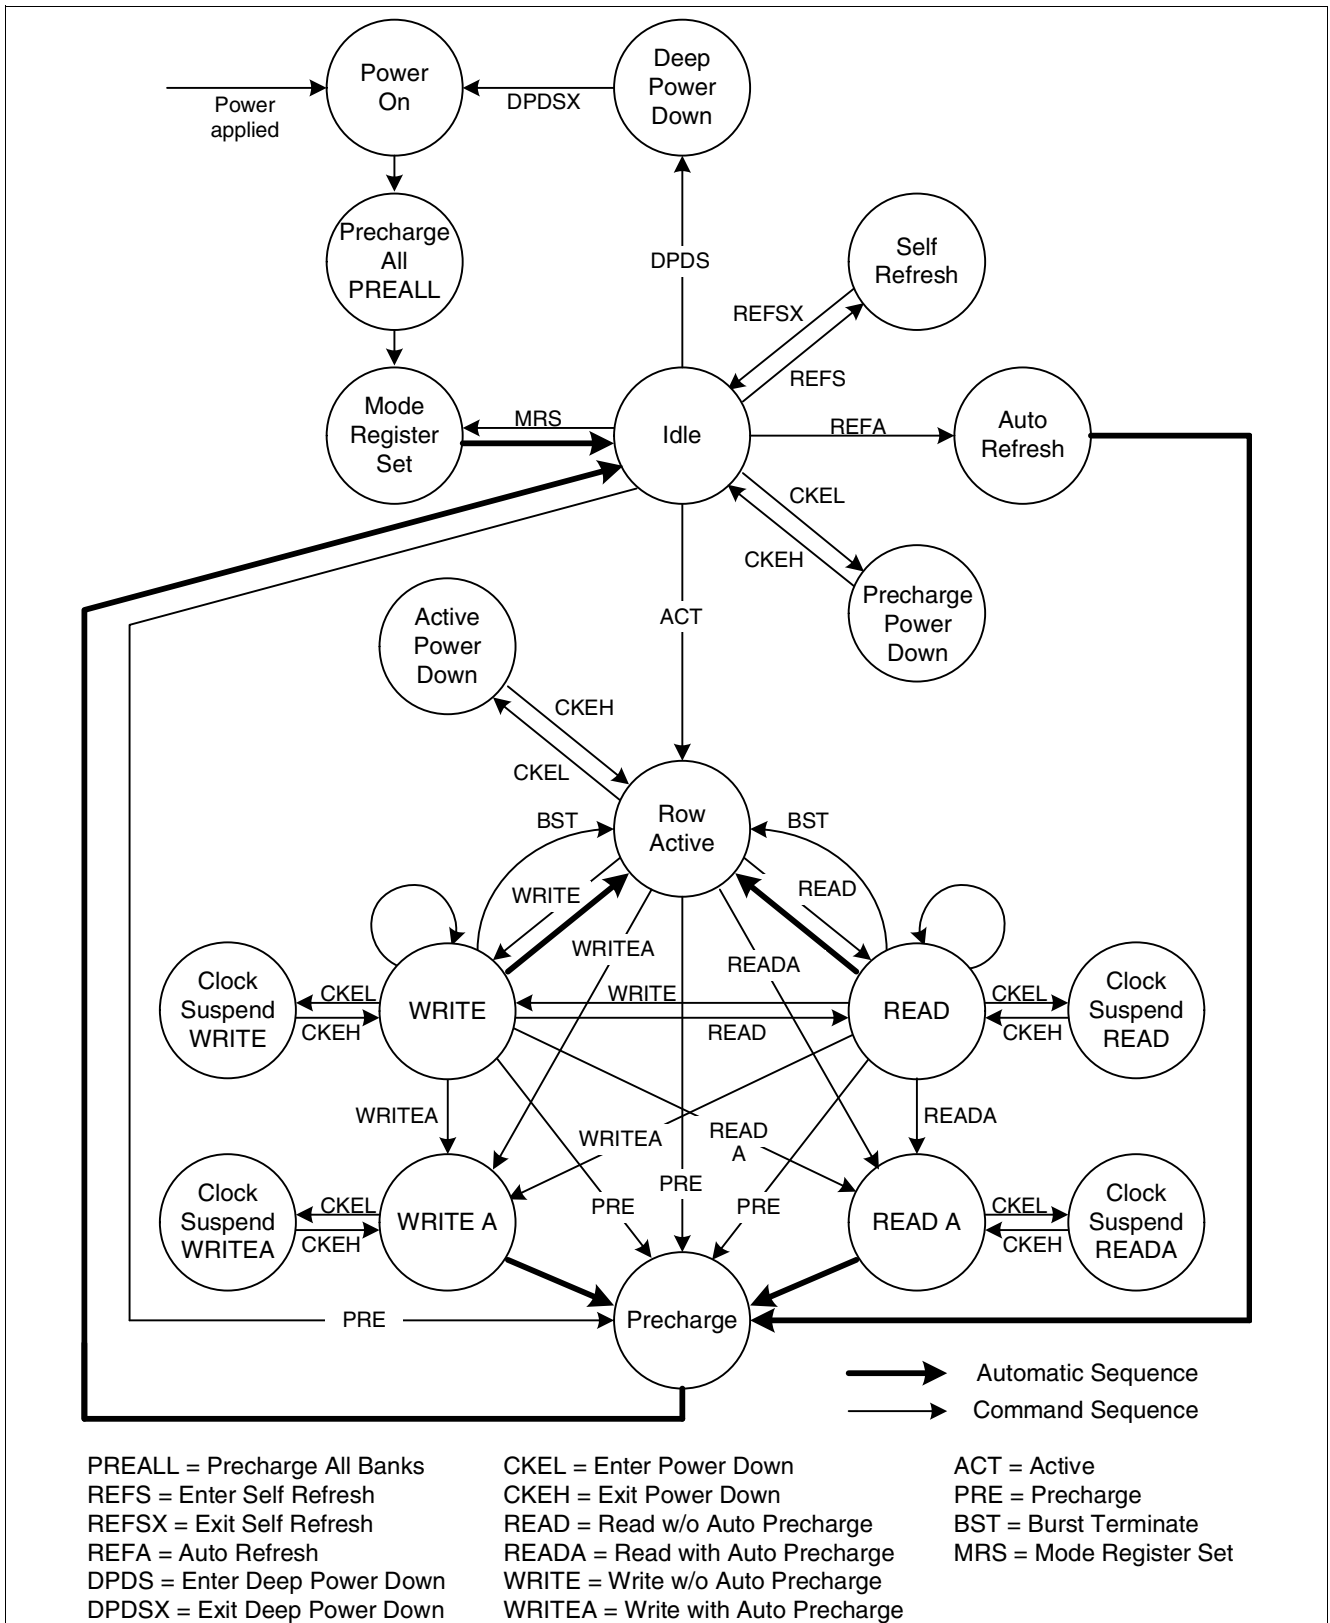 Power
On
Deep
Power
Down
Power
applied
DPDSX
Precharge
All
PREALL
DPDS
Self
Refresh
REFSX
REFS
Mode
Register
Set
MRS
Idle
REFA
Auto
Refresh
CKEL
CKEH
Precharge
Power
Down
ACT
Active
Power
Down
CKEH
CKEL
Row
Active
BST
BST
WRITE
READ
WRITEA
READA
Clock
Suspend
WRITE
CKEL
CKEH
WRITE
WRITE
READ
READ
CKEL
CKEH
Clock
Suspend
READ
WRITEA
WRITEA
READ
A
READA
Clock
Suspend
WRITEA
CKEL
CKEH
WRITE A
PRE
PRE
PRE
READ A
CKEL
CKEH
Clock
Suspend
READA
PRE
Precharge
Automatic Sequence
Command Sequence
PREALL = Precharge All Banks
REFS = Enter Self Refresh
REFSX = Exit Self Refresh
REFA = Auto Refresh
DPDS = Enter Deep Power Down
DPDSX = Exit Deep Power Down
CKEL = Enter Power Down
CKEH = Exit Power Down
READ = Read w/o Auto Precharge
READA = Read with Auto Precharge
WRITE = Write w/o Auto Precharge
WRITEA = Write with Auto Precharge
ACT = Active
PRE = Precharge
BST = Burst Terminate
MRS = Mode Register Set